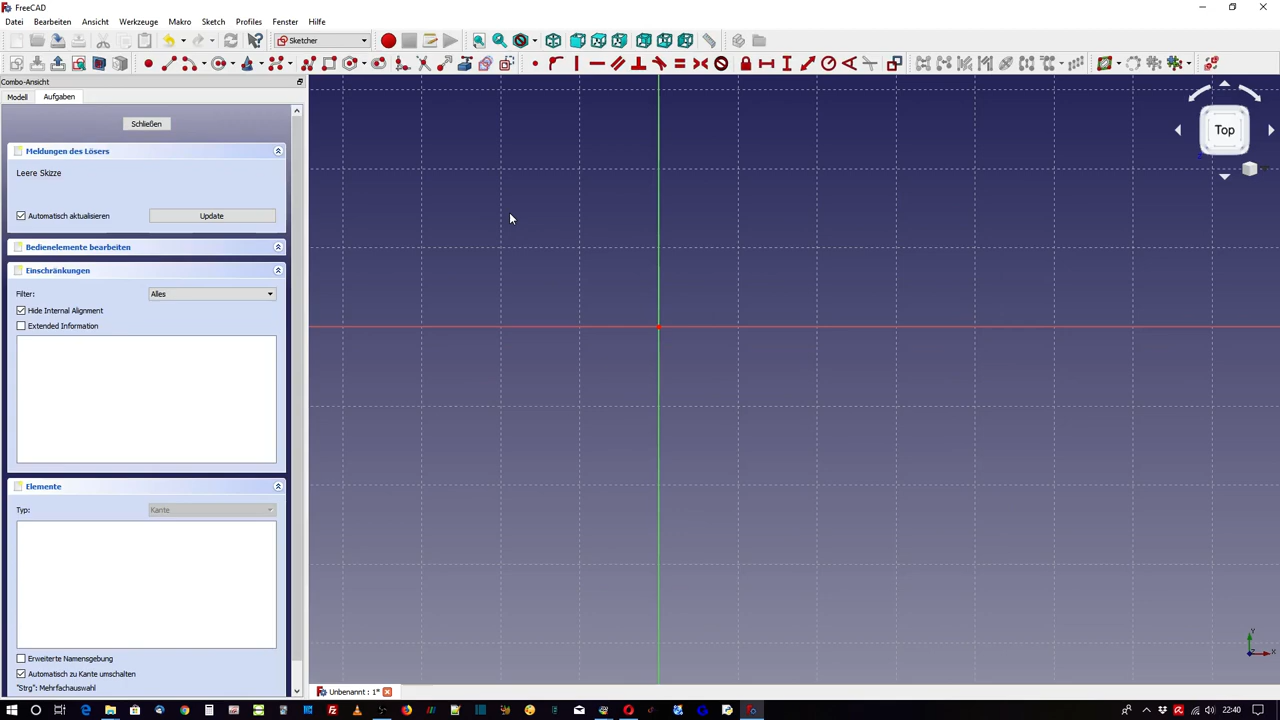 FreeCAD
Datei Bearbeiten Ansicht Werkzeuge Makro Sketch Profiles Fenster Hilfe
Sketcher
Combo-Ansicht
Modell Aufgaben
Schließen
Meldungen des Lösers
Leere Skizze
Automatisch aktualisieren Update
Bedienelemente bearbeiten
Einschränkungen
Filter: Alles
Hide Internal Alignment
Extended Information
Elemente
Typ: Kante
Erweiterte Namensgebung
Automatisch zu Kante umschalten
"Strg": Mehrfachauswahl
Top
Z
Y
X
Z
Unbenannt : 1*
22:40